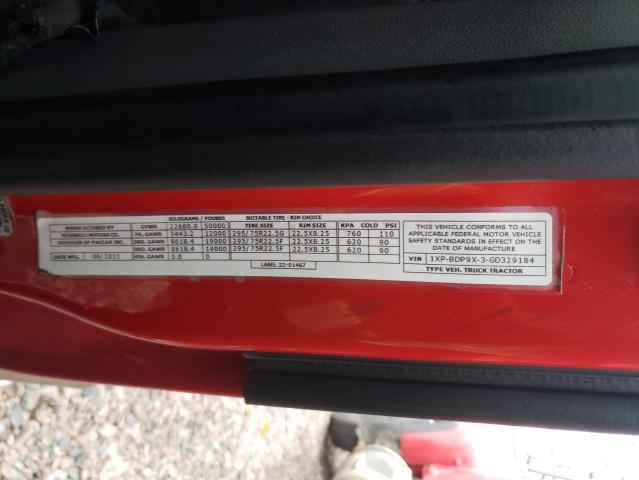 KILOGRAMS / POUNDS SUITABLE TIRE - RIM CHOICE
MANUFACTURED BY GVWR 22680.0 50000 TIRE SIZE RIM SIZE KPA COLD PSI
PETERBILT MOTORS CO. FR. GAWR 5443.2 12000 295/75R22.5G 22.5X8.25 760 110
DIVISION OF PACCAR INC. 2ND. GAWR 8618.4 19000 295/75R22.5F 22.5X8.25 620 90
3RD. GAWR 8618.4 19000 295/75R22.5F 22.5X8.25 620 90
DATE MFG. 06/2015 4TH. GAWR 0.0 0
LABEL 22-01467
THIS VEHICLE CONFORMS TO ALL
APPLICABLE FEDERAL MOTOR VEHICLE
SAFETY STANDARDS IN EFFECT ON THE
DATE OF MANUFACTURE
VIN 1XP-BDP9X-3-GD329184
TYPE VEH. TRUCK TRACTOR